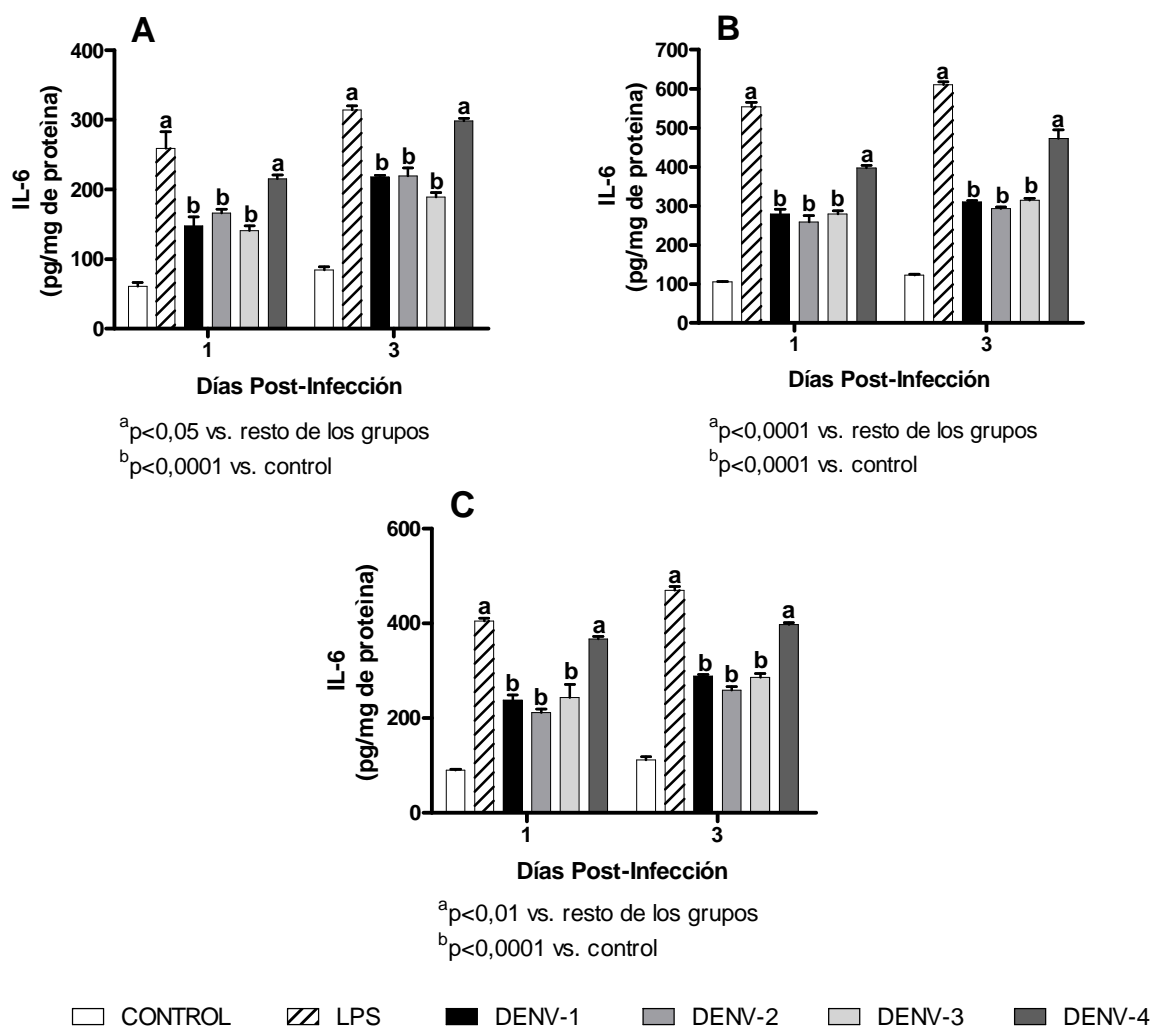 A
400
300
200
100
0
IL-6
(pg/mg de protèina)
a
b
b
b
a
a
b
b
b
a
1
3
Días Post-Infección
ap<0,05 vs. resto de los grupos
bp<0,0001 vs. control
B
700
600
500
400
300
200
100
0
IL-6
(pg/mg de protèina)
a
b
b
b
a
a
b
b
b
a
1
3
Días Post-Infección
ap<0,0001 vs. resto de los grupos
bp<0,0001 vs. control
C
600
400
200
0
IL-6
(pg/mg de protèina)
a
b
b
b
a
a
b
b
b
a
1
3
Días Post-Infección
ap<0,01 vs. resto de los grupos
bp<0,0001 vs. control
CONTROL LPS DENV-1 DENV-2 DENV-3 DENV-4